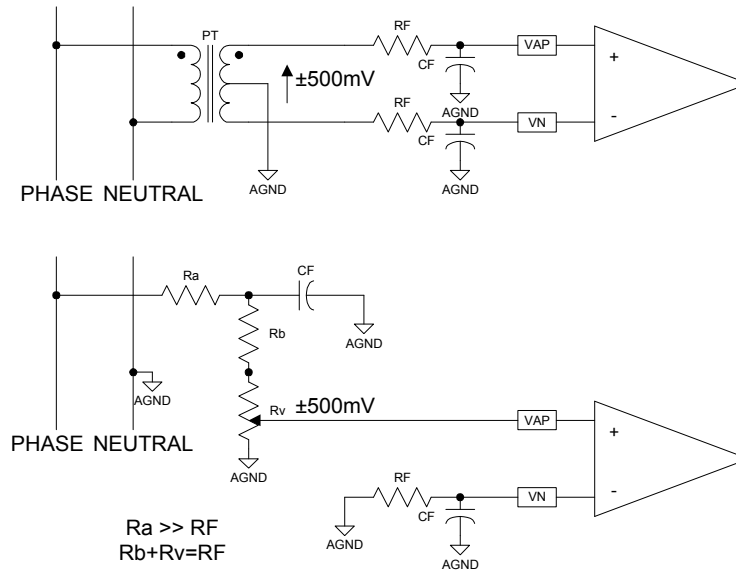 PT
RF
CF
VAP
+
±500mV
AGND
RF
CF
VN
-
AGND
AGND
PHASE NEUTRAL
Ra
CF
AGND
Rb
AGND
Rv
±500mV
VAP
+
PHASE NEUTRAL
AGND
RF
CF
VN
-
AGND
AGND
Ra >> RF
Rb+Rv=RF